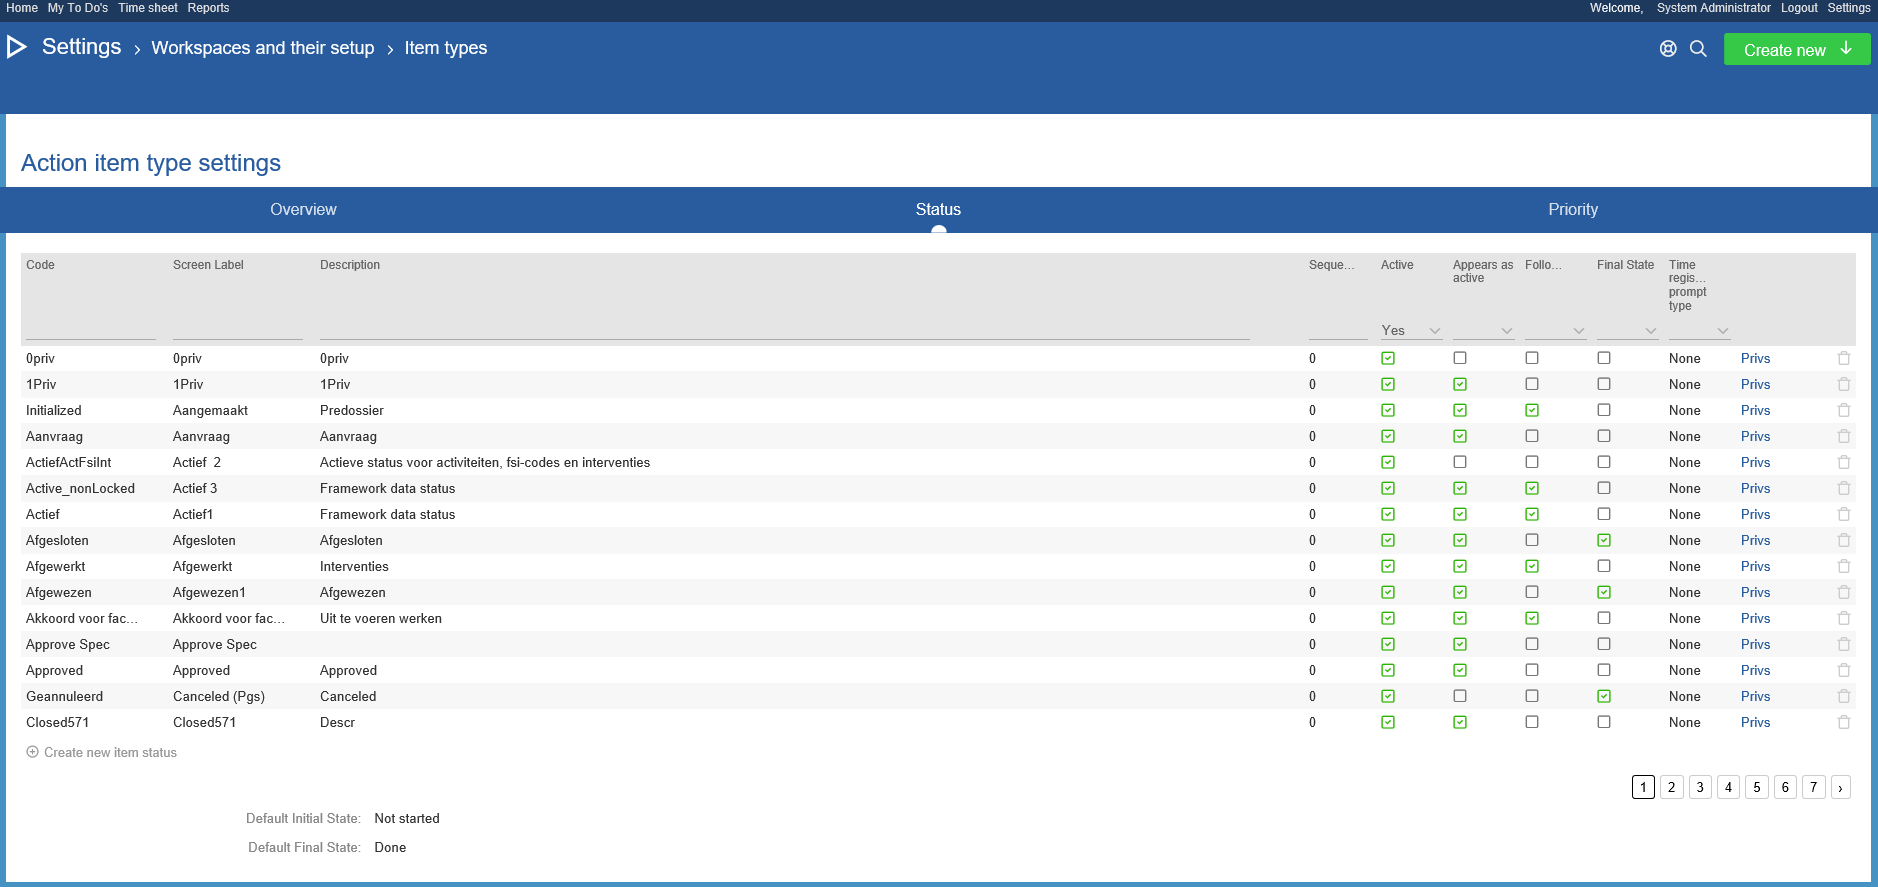 Home My To Do's Time sheet Reports Welcome, System Administrator Logout Settings
Settings › Workspaces and their setup › Item types Create new
Action item type settings
Overview Status Priority
Code Screen Label Description Seque... Active Appears as active Follo... Final State Time regis... prompt type
Yes
0priv 0priv 0priv 0 None Privs
1Priv 1Priv 1Priv 0 None Privs
Initialized Aangemaakt Predossier 0 None Privs
Aanvraag Aanvraag Aanvraag 0 None Privs
ActiefActFsiInt Actief 2 Actieve status voor activiteiten, fsi-codes en interventies 0 None Privs
Active_nonLocked Actief 3 Framework data status 0 None Privs
Actief Actief1 Framework data status 0 None Privs
Afgesloten Afgesloten Afgesloten 0 None Privs
Afgewerkt Afgewerkt Interventies 0 None Privs
Afgewezen Afgewezen1 Afgewezen 0 None Privs
Akkoord voor fac... Akkoord voor fac... Uit te voeren werken 0 None Privs
Approve Spec Approve Spec 0 None Privs
Approved Approved Approved 0 None Privs
Geannuleerd Canceled (Pgs) Canceled 0 None Privs
Closed571 Closed571 Descr 0 None Privs
Create new item status
1 2 3 4 5 6 7 ›
Default Initial State: Not started
Default Final State: Done